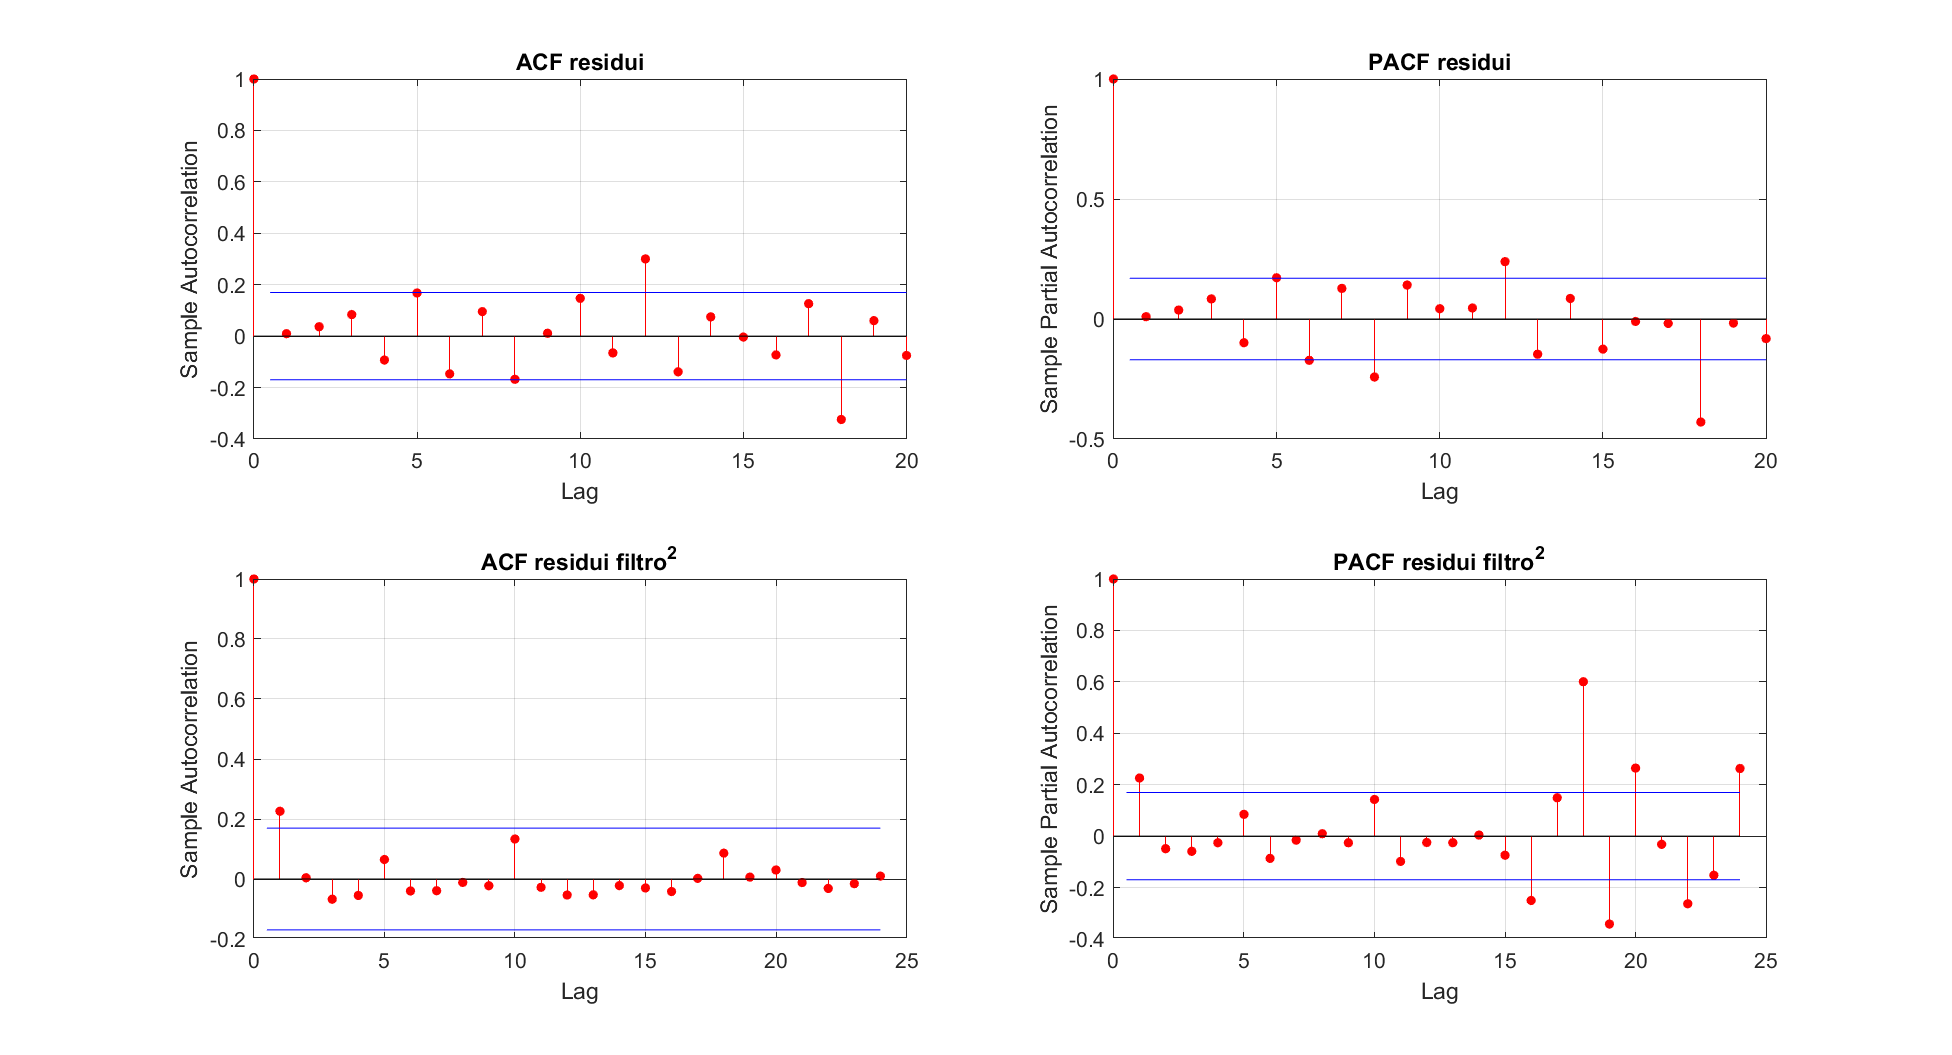 ACF residui
1
0.8
0.6
0.4
0.2
0
-0.2
-0.4
Sample Autocorrelation
0 5 10 15 20
Lag
PACF residui
1
0.5
0
-0.5
Sample Partial Autocorrelation
0 5 10 15 20
Lag
ACF residui filtro²
1
0.8
0.6
0.4
0.2
0
-0.2
Sample Autocorrelation
0 5 10 15 20 25
Lag
PACF residui filtro²
1
0.8
0.6
0.4
0.2
0
-0.2
-0.4
Sample Partial Autocorrelation
0 5 10 15 20 25
Lag